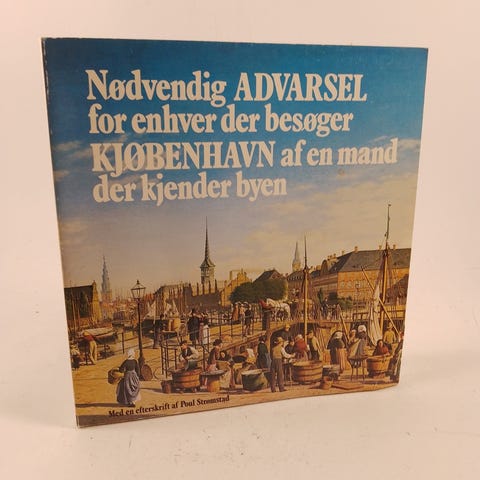 Nødvendig ADVARSEL
for enhver der besøger
KJØBENHAVN af en mand
der kjender byen
Med en efterskrift af Poul Strømstad